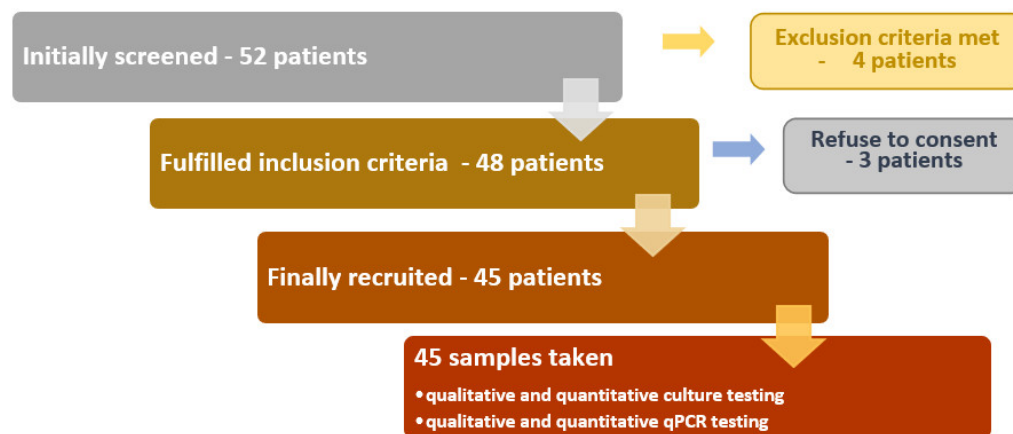 Initially screened - 52 patients
Exclusion criteria met
- 4 patients
Fulfilled inclusion criteria - 48 patients
Refuse to consent
- 3 patients
Finally recruited - 45 patients
45 samples taken
• qualitative and quantitative culture testing
• qualitative and quantitative qPCR testing